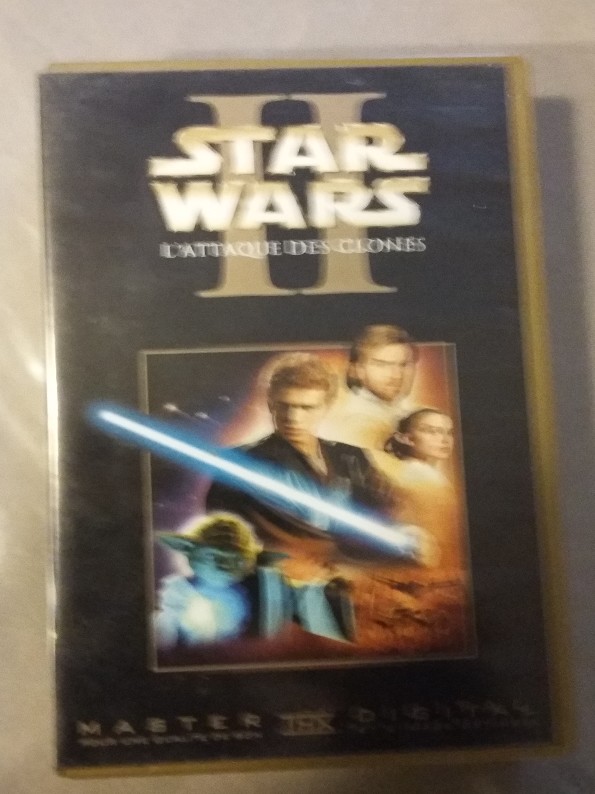 II
STAR
WARS
L'ATTAQUE DES CLONES
MASTER THX DIGITAL